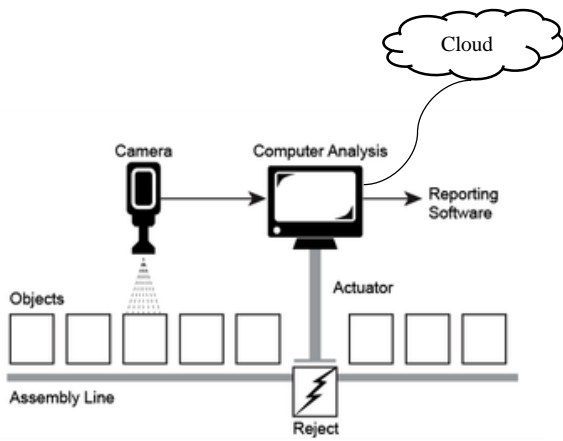 Cloud
Camera
Computer Analysis
Reporting
Software
Objects
Actuator
Assembly Line
Reject